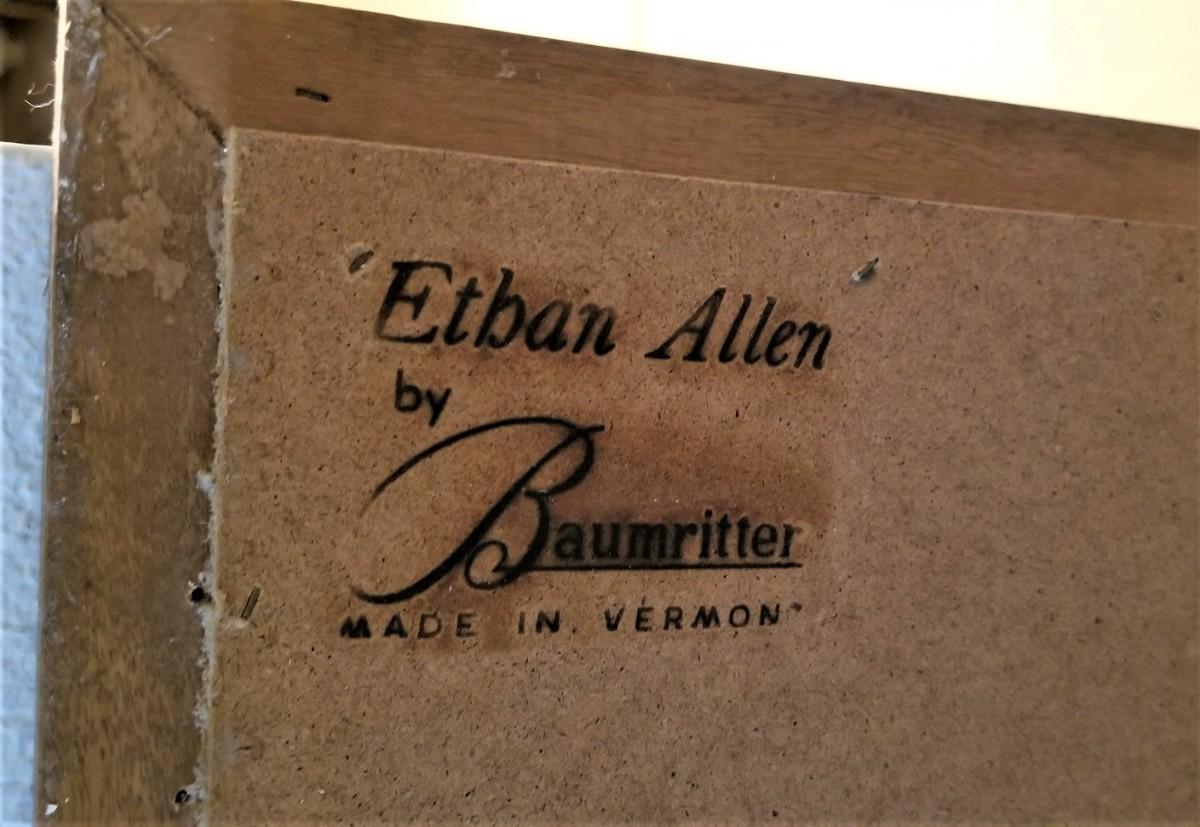 Ethan Allen
by
Baumritter
MADE IN VERMONT